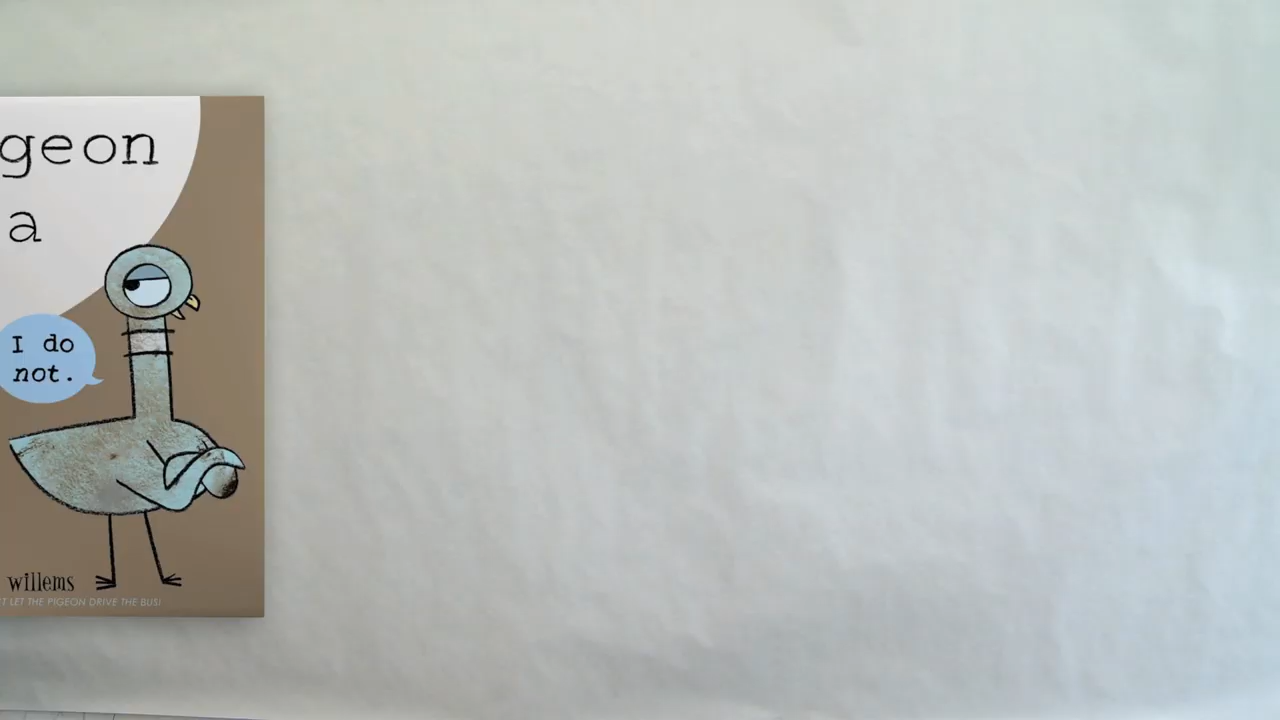 geon
a
I do
not.
willems
T LET THE PIGEON DRIVE THE BUS!